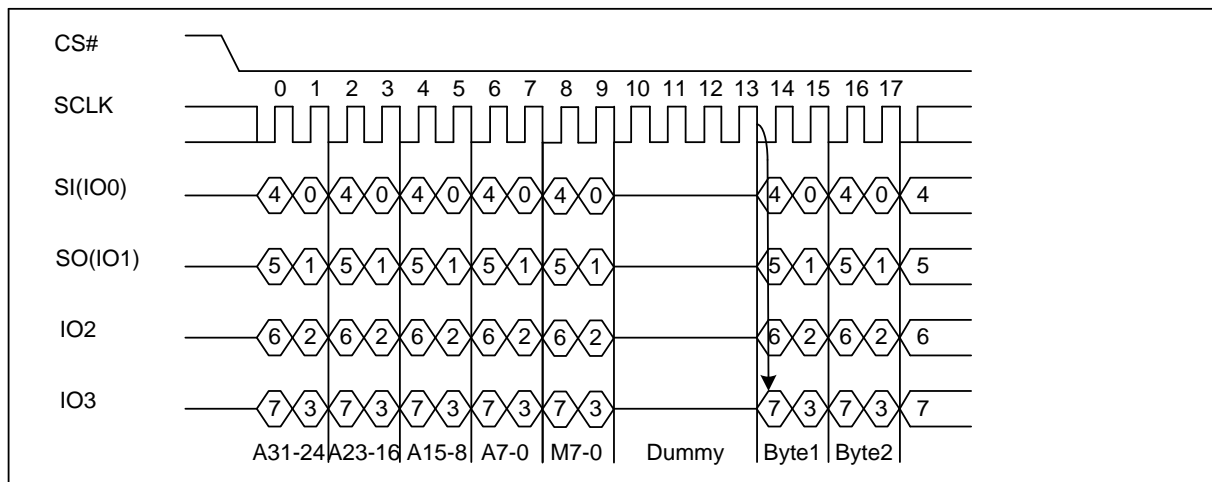 CS#
0 1 2 3 4 5 6 7 8 9 10 11 12 13 14 15 16 17
SCLK
SI(IO0) 4 0 4 0 4 0 4 0 4 0 4 0 4 0 4
SO(IO1) 5 1 5 1 5 1 5 1 5 1 5 1 5 1 5
IO2 6 2 6 2 6 2 6 2 6 2 6 2 6 2 6
IO3 7 3 7 3 7 3 7 3 7 3 7 3 7 3 7
A31-24 A23-16 A15-8 A7-0 M7-0 Dummy Byte1 Byte2